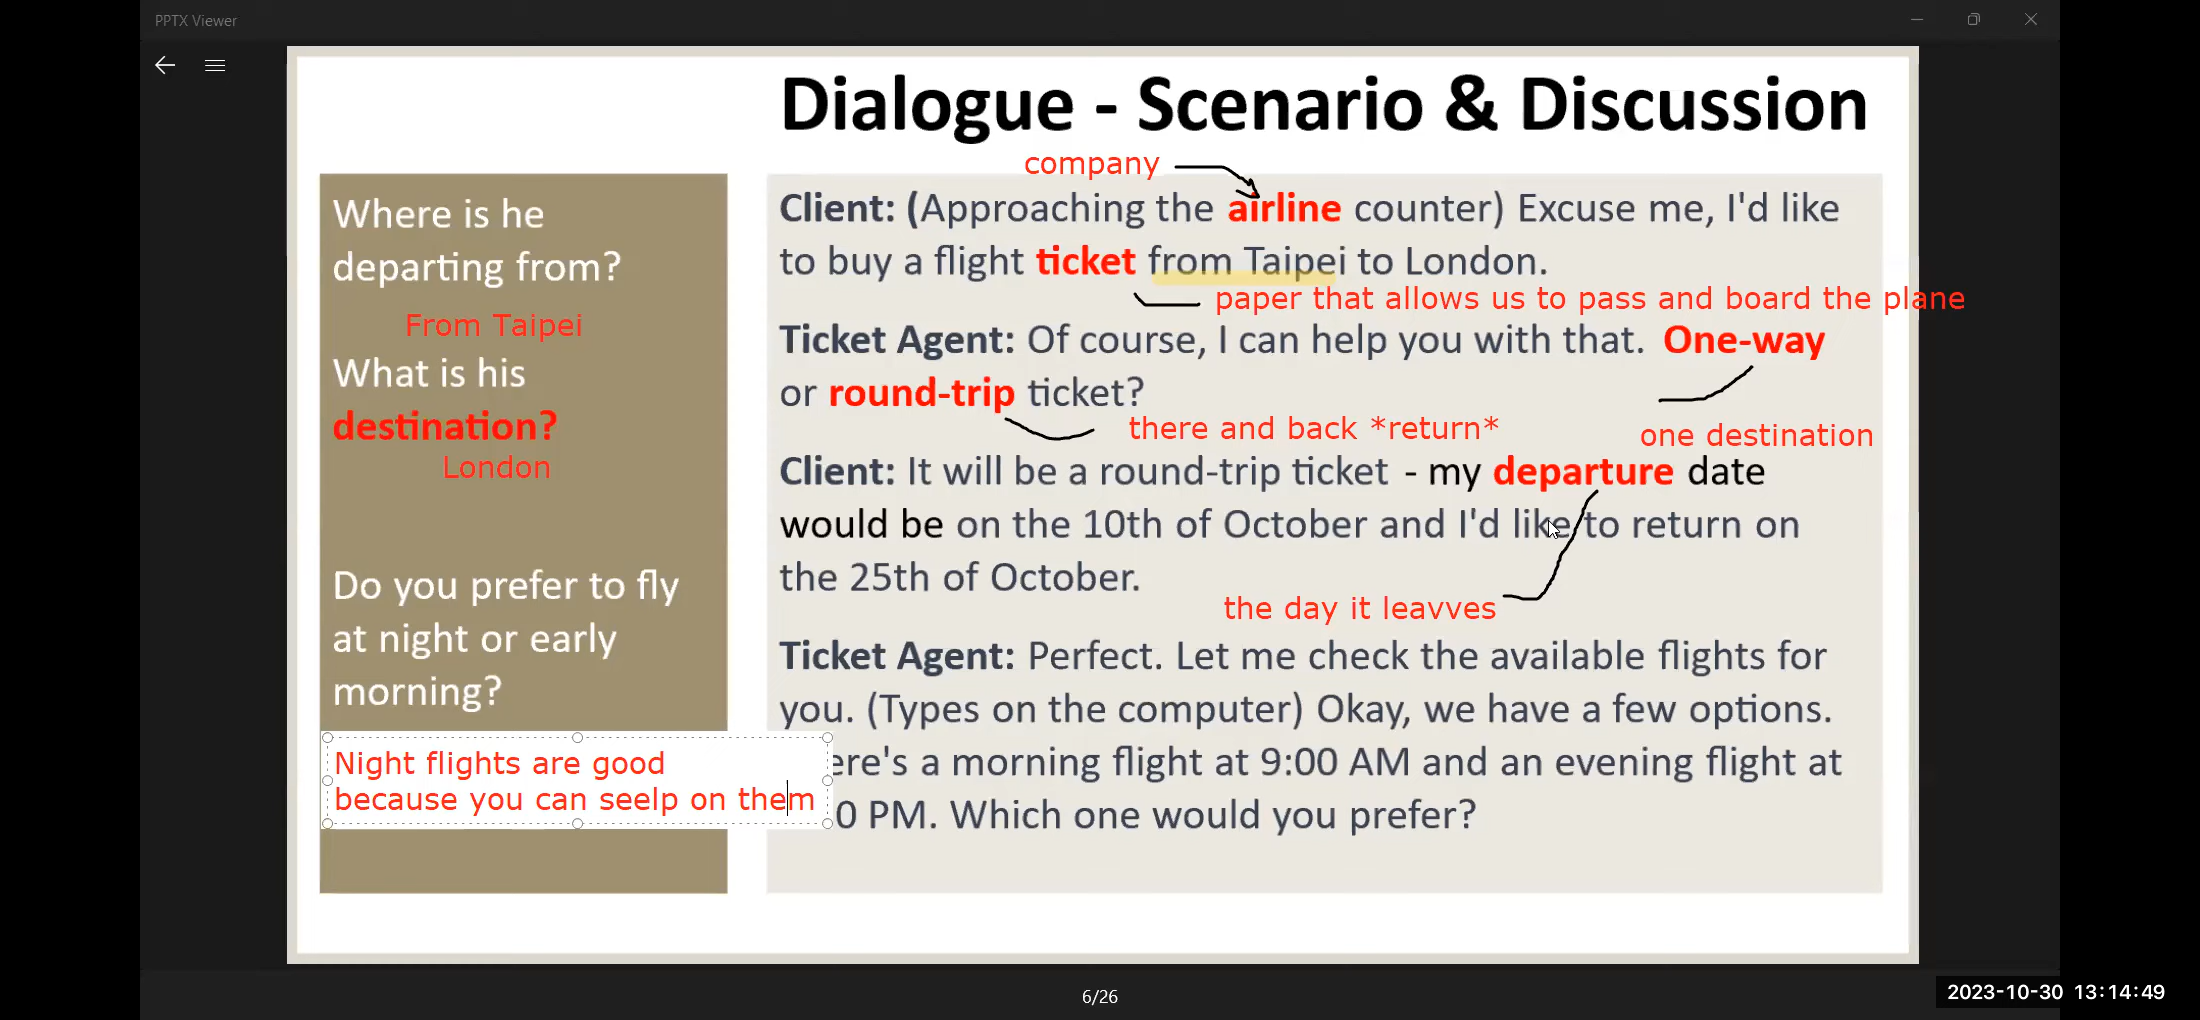 PPTX Viewer
Dialogue - Scenario & Discussion
company
Where is he
departing from?
From Taipei
What is his
destination?
London
Do you prefer to fly
at night or early
morning?
Night flights are good
because you can seelp on them
Client: (Approaching the airline counter) Excuse me, I'd like
to buy a flight ticket from Taipei to London.
paper that allows us to pass and board the plane
Ticket Agent: Of course, I can help you with that. One-way
or round-trip ticket?
there and back *return*
one destination
Client: It will be a round-trip ticket - my departure date
would be on the 10th of October and I'd like to return on
the 25th of October.
the day it leavves
Ticket Agent: Perfect. Let me check the available flights for
you. (Types on the computer) Okay, we have a few options.
ere's a morning flight at 9:00 AM and an evening flight at
0 PM. Which one would you prefer?
6/26
2023-10-30 13:14:49